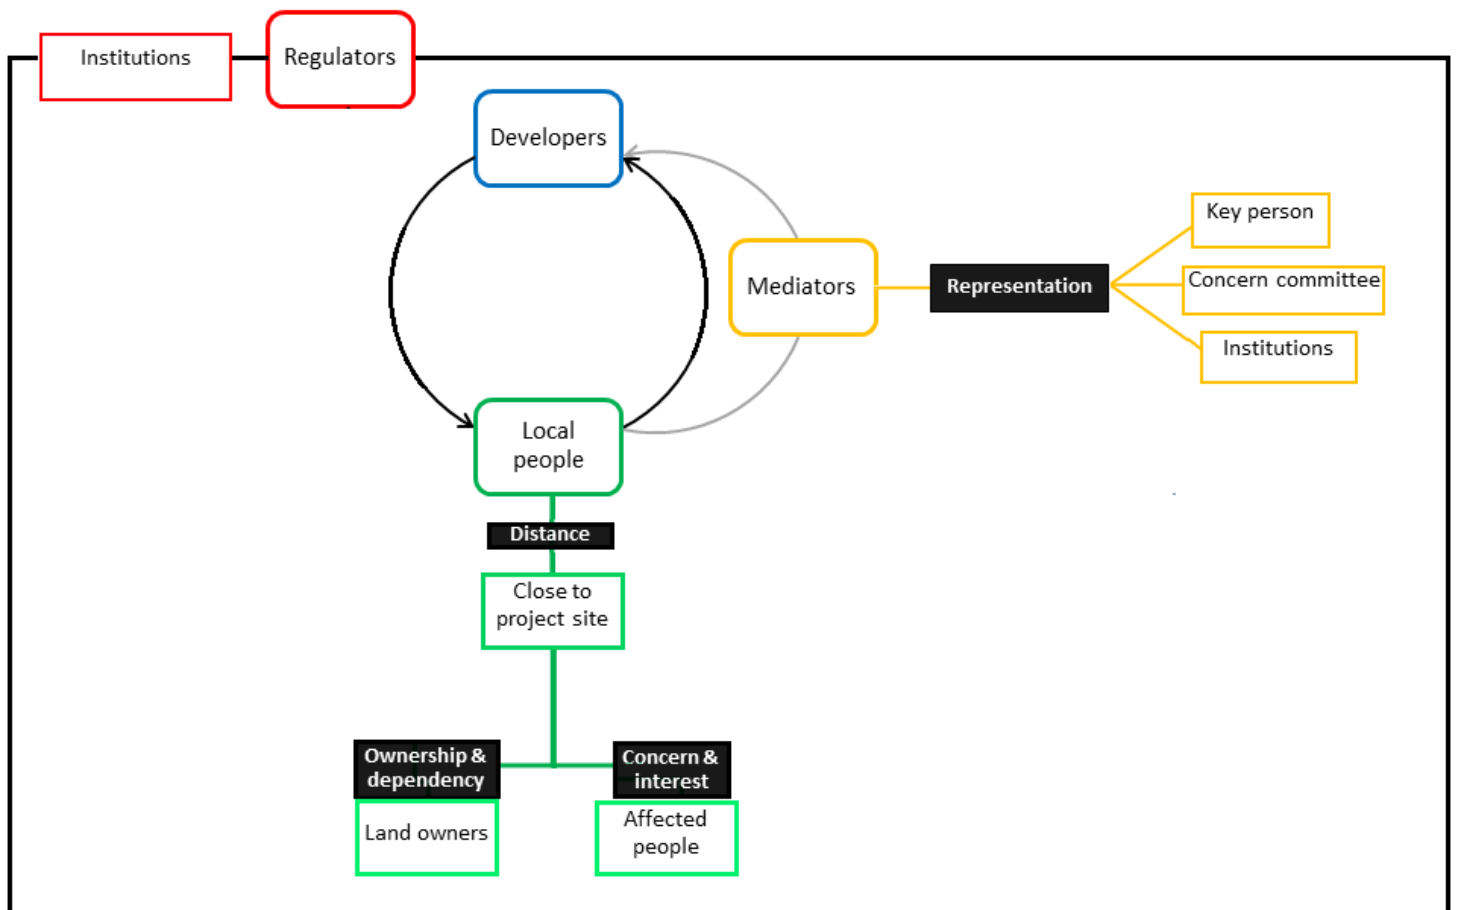 Institutions
Regulators
Developers
Key person
Mediators
Representation
Concern committee
Institutions
Local
people
Distance
Close to
project site
Ownership &
dependency
Concern &
interest
Land owners
Affected
people